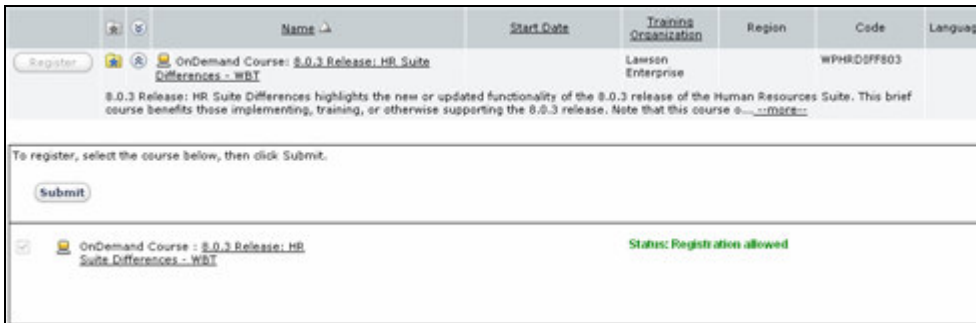 Name Start Date Training Organization Region Code Languag
Register OnDemand Course: 8.0.3 Release: HR Suite Differences - WBT Lawson Enterprise WPHRDIFF803
8.0.3 Release: HR Suite Differences highlights the new or updated functionality of the 8.0.3 release of the Human Resources Suite. This brief
course benefits those implementing, training, or otherwise supporting the 8.0.3 release. Note that this course o... --more--
To register, select the course below, then click Submit.
Submit
OnDemand Course : 8.0.3 Release: HR
Suite Differences - WBT
Status: Registration allowed